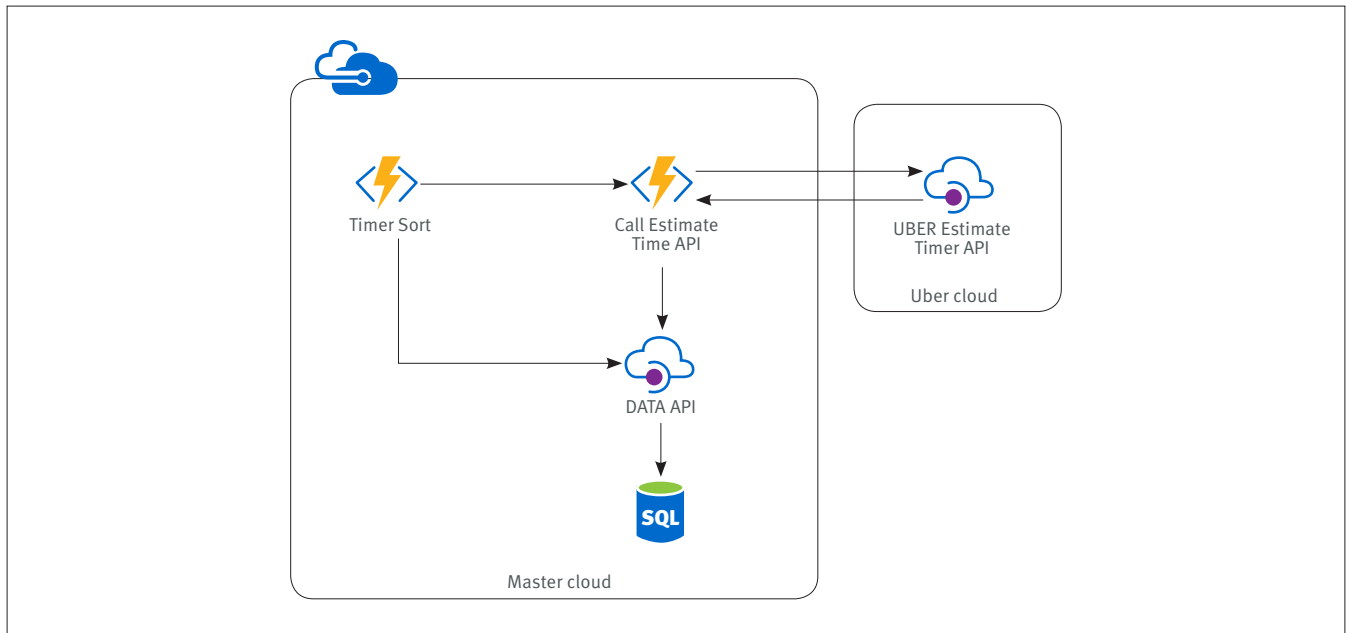 Timer Sort
Call Estimate
Time API
UBER Estimate
Timer API
Uber cloud
DATA API
SQL
Master cloud